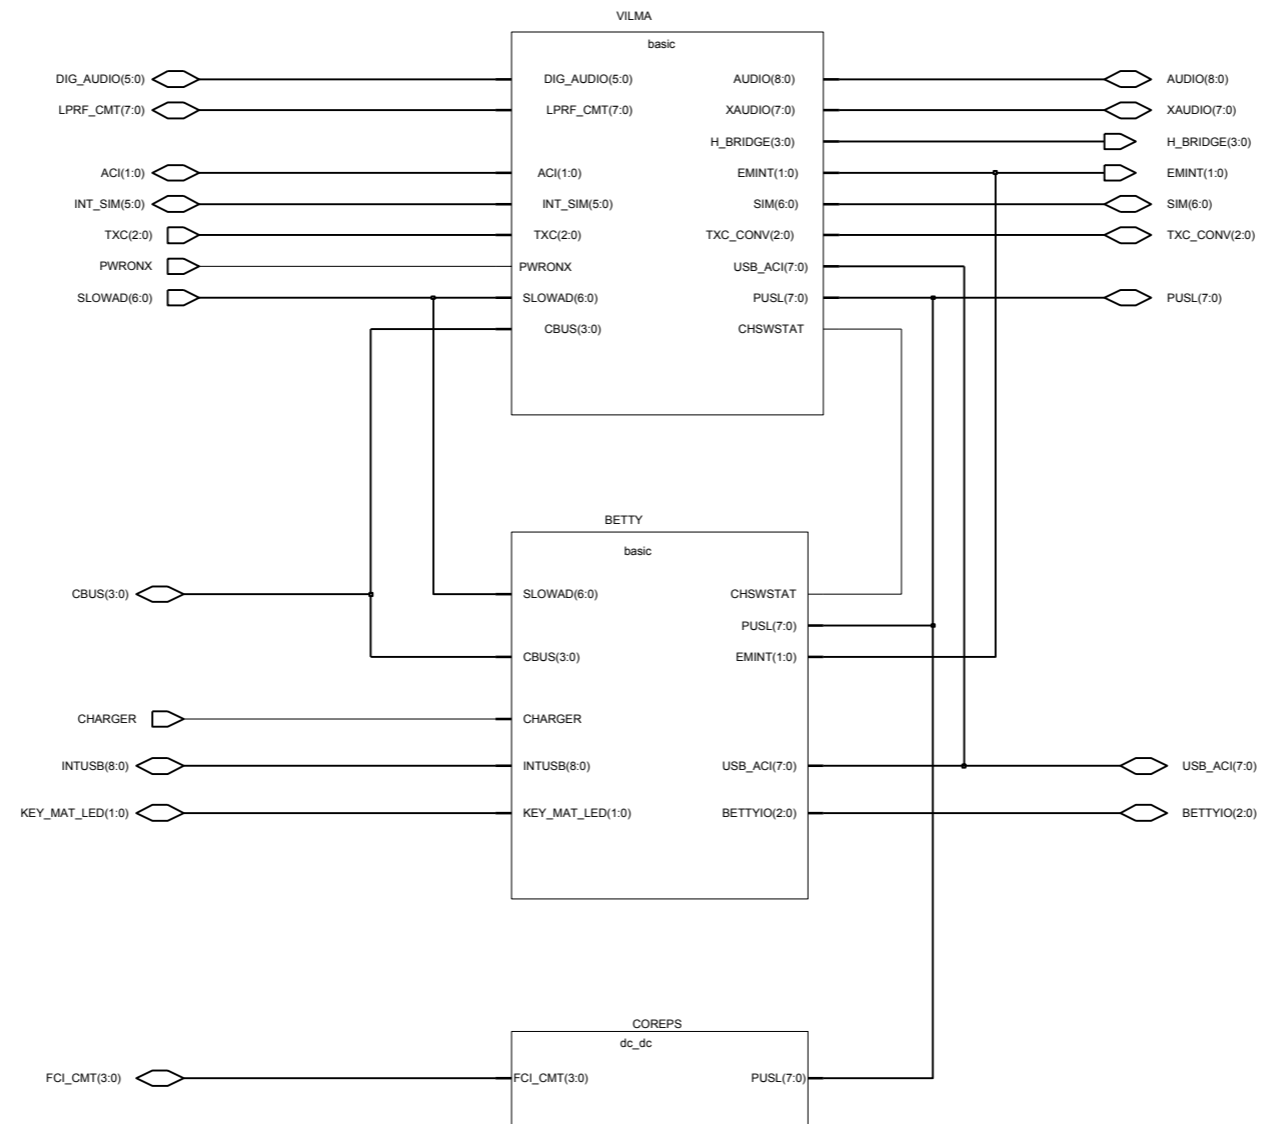 VILMA
basic
DIG_AUDIO(5:0) DIG_AUDIO(5:0) AUDIO(8:0) AUDIO(8:0)
LPRF_CMT(7:0) LPRF_CMT(7:0) XAUDIO(7:0) XAUDIO(7:0)
H_BRIDGE(3:0) H_BRIDGE(3:0)
ACI(1:0) ACI(1:0) EMINT(1:0) EMINT(1:0)
INT_SIM(5:0) INT_SIM(5:0) SIM(6:0) SIM(6:0)
TXC(2:0) TXC(2:0) TXC_CONV(2:0) TXC_CONV(2:0)
PWRONX PWRONX USB_ACI(7:0)
SLOWAD(6:0) SLOWAD(6:0) PUSL(7:0) PUSL(7:0)
CBUS(3:0) CHSWSTAT
BETTY
basic
CBUS(3:0) SLOWAD(6:0) CHSWSTAT
PUSL(7:0)
CBUS(3:0) EMINT(1:0)
CHARGER CHARGER
INTUSB(8:0) INTUSB(8:0) USB_ACI(7:0) USB_ACI(7:0)
KEY_MAT_LED(1:0) KEY_MAT_LED(1:0) BETTYIO(2:0) BETTYIO(2:0)
COREPS
dc_dc
FCI_CMT(3:0) FCI_CMT(3:0) PUSL(7:0)